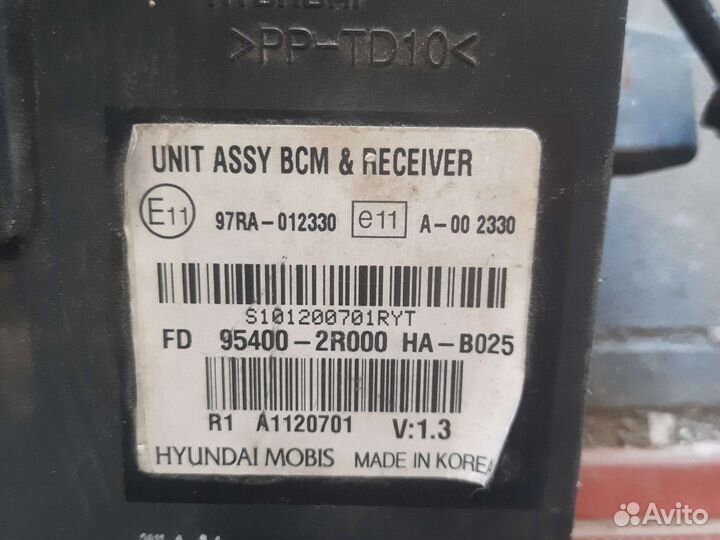 >PP-TD10<
UNIT ASSY BCM & RECEIVER
E11 97RA-012330 e11 A-00 2330
S101200701RYT
FD 95400-2R000 HA-B025
R1 A1120701 V:1.3
HYUNDAI MOBIS MADE IN KOREA
Avito